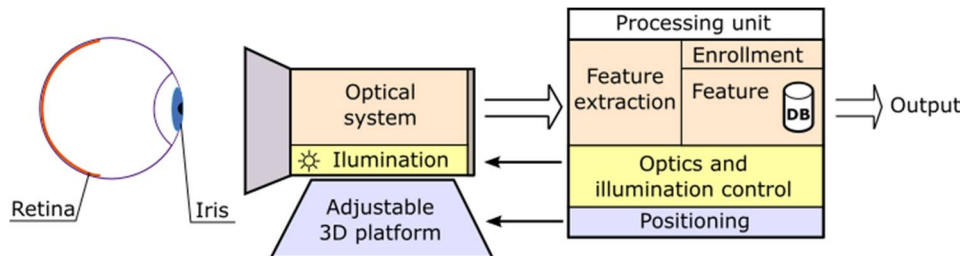 Retina
Iris
Optical
system
Ilumination
Adjustable
3D platform
Processing unit
Feature
extraction
Enrollment
Feature
DB
Optics and
illumination control
Positioning
Output